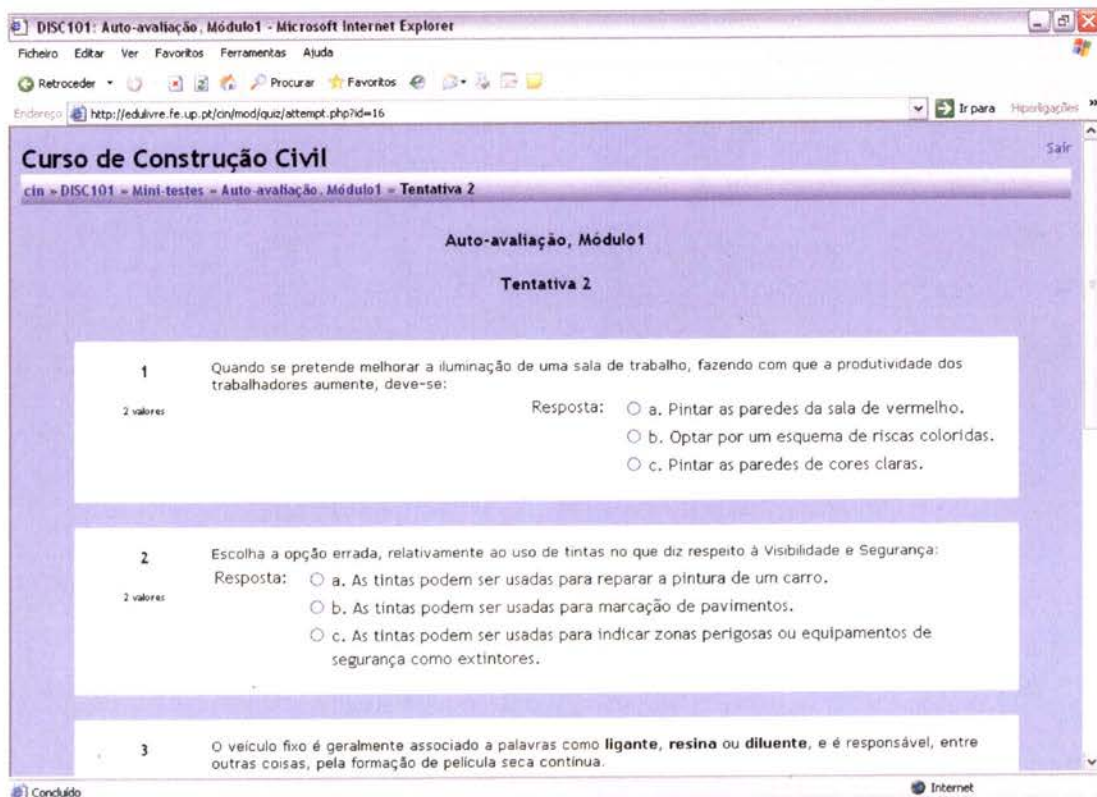 DISC101: Auto-avaliação, Módulo1 - Microsoft Internet Explorer
Ficheiro Editar Ver Favoritos Ferramentas Ajuda
Retroceder Procurar Favoritos
Endereço http://edulivre.fe.up.pt/cin/mod/quiz/attempt.php?id=16 Ir para Hiperligações »
Curso de Construção Civil Sair
cin » DISC101 » Mini-testes » Auto-avaliação, Módulo1 » Tentativa 2
Auto-avaliação, Módulo1
Tentativa 2
1 Quando se pretende melhorar a iluminação de uma sala de trabalho, fazendo com que a produtividade dos
trabalhadores aumente, deve-se:
2 valores Resposta: a. Pintar as paredes da sala de vermelho.
b. Optar por um esquema de riscas coloridas.
c. Pintar as paredes de cores claras.
2 Escolha a opção errada, relativamente ao uso de tintas no que diz respeito à Visibilidade e Segurança:
Resposta: a. As tintas podem ser usadas para reparar a pintura de um carro.
2 valores b. As tintas podem ser usadas para marcação de pavimentos.
c. As tintas podem ser usadas para indicar zonas perigosas ou equipamentos de
segurança como extintores.
3 O veículo fixo é geralmente associado a palavras como ligante, resina ou diluente, e é responsável, entre
outras coisas, pela formação de película seca contínua.
Concluído Internet